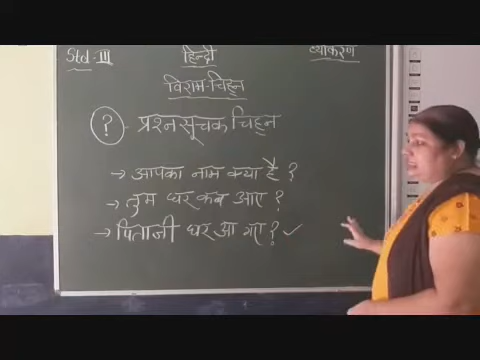 Std - III हिन्दी व्याकरण
विराम-चिह्न
? - प्रश्नसूचक चिह्न
→ आपका नाम क्या है ?
→ तुम घर कब आए ?
→ पिताजी घर आ गए ? ✓